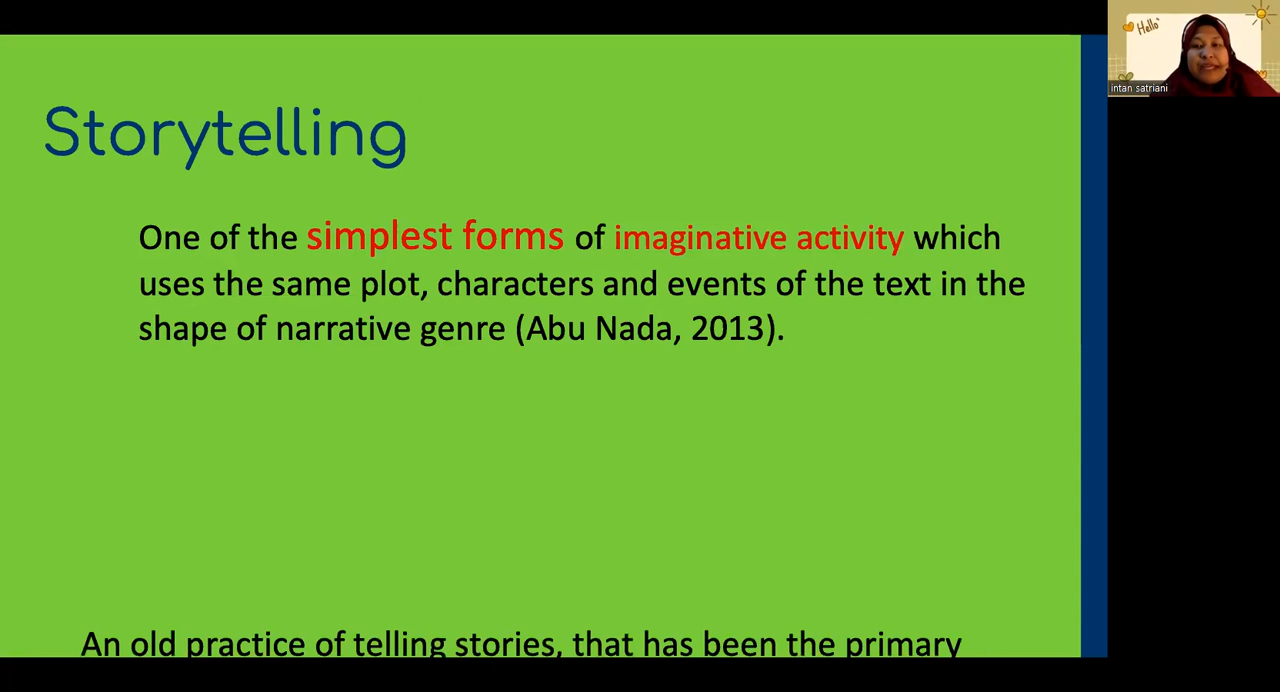 Storytelling
One of the simplest forms of imaginative activity which
uses the same plot, characters and events of the text in the
shape of narrative genre (Abu Nada, 2013).
An old practice of telling stories, that has been the primary
Hello
intan satriani